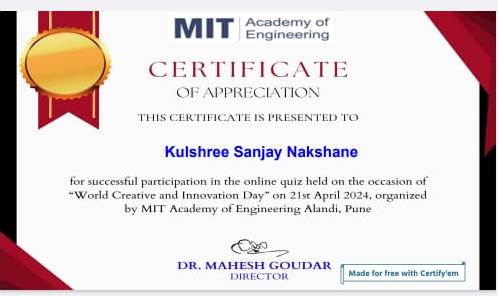 MIT Academy of
Engineering
CERTIFICATE
OF APPRECIATION
THIS CERTIFICATE IS PRESENTED TO
Kulshree Sanjay Nakshane
for successful participation in the online quiz held on the occasion of
“World Creative and Innovation Day” on 21st April 2024, organized
by MIT Academy of Engineering Alandi, Pune
DR. MAHESH GOUDAR
DIRECTOR
Made for free with Certify'em